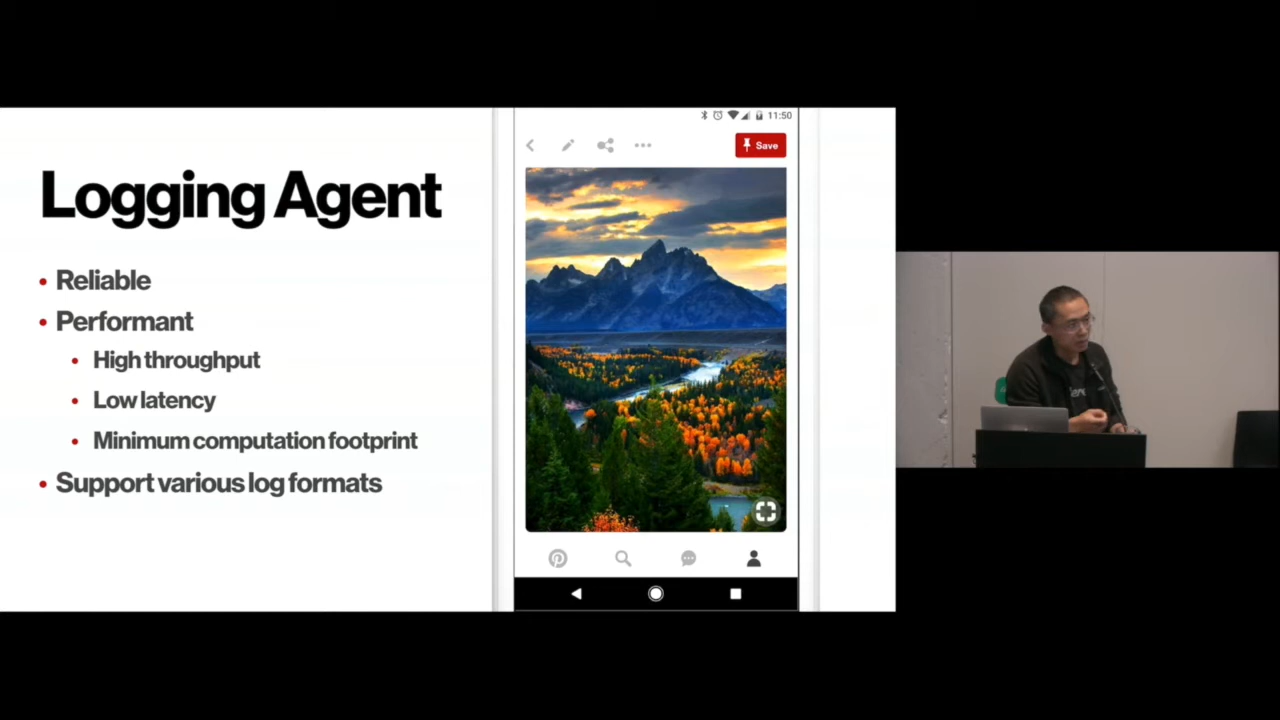 Logging Agent
• Reliable
• Performant
• High throughput
• Low latency
• Minimum computation footprint
• Support various log formats
11:50
Save